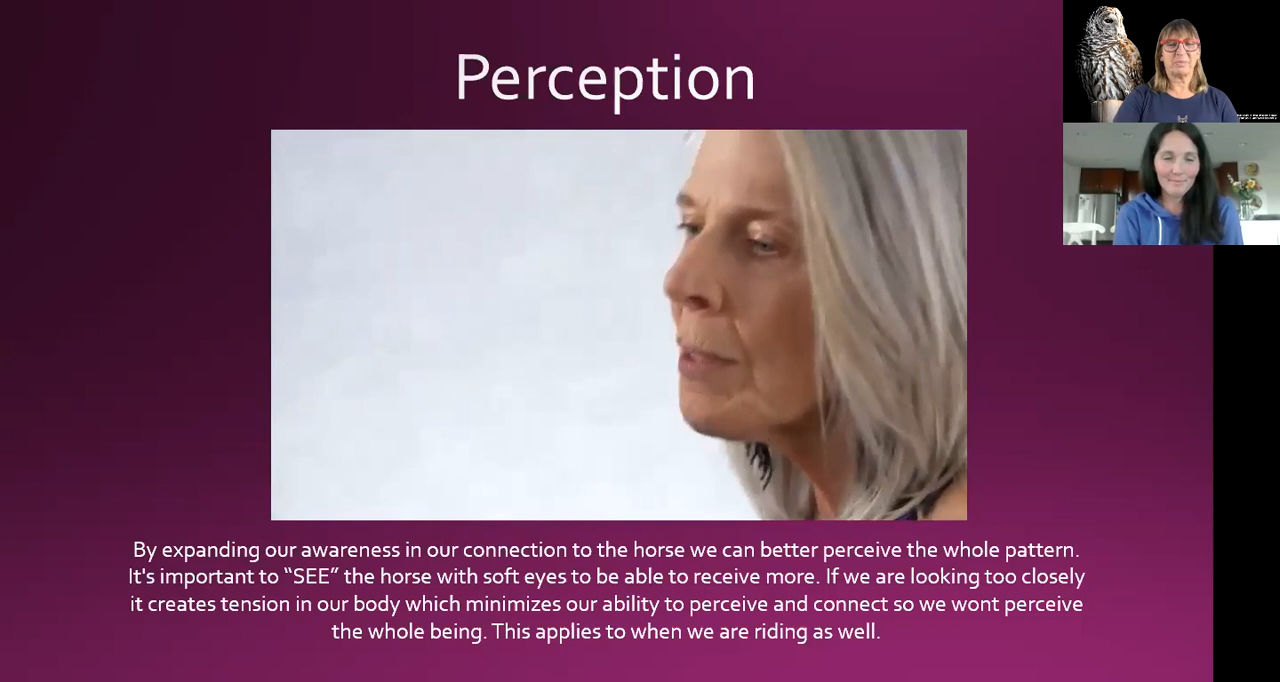 Perception
By expanding our awareness in our connection to the horse we can better perceive the whole pattern.
It's important to “SEE” the horse with soft eyes to be able to receive more. If we are looking too closely
it creates tension in our body which minimizes our ability to perceive and connect so we wont perceive
the whole being. This applies to when we are riding as well.